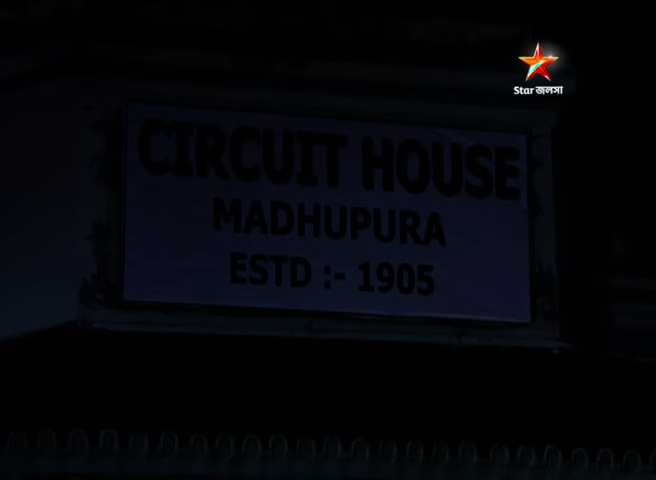 Star জলসা
CIRCUIT HOUSE
MADHUPURA
ESTD :- 1905